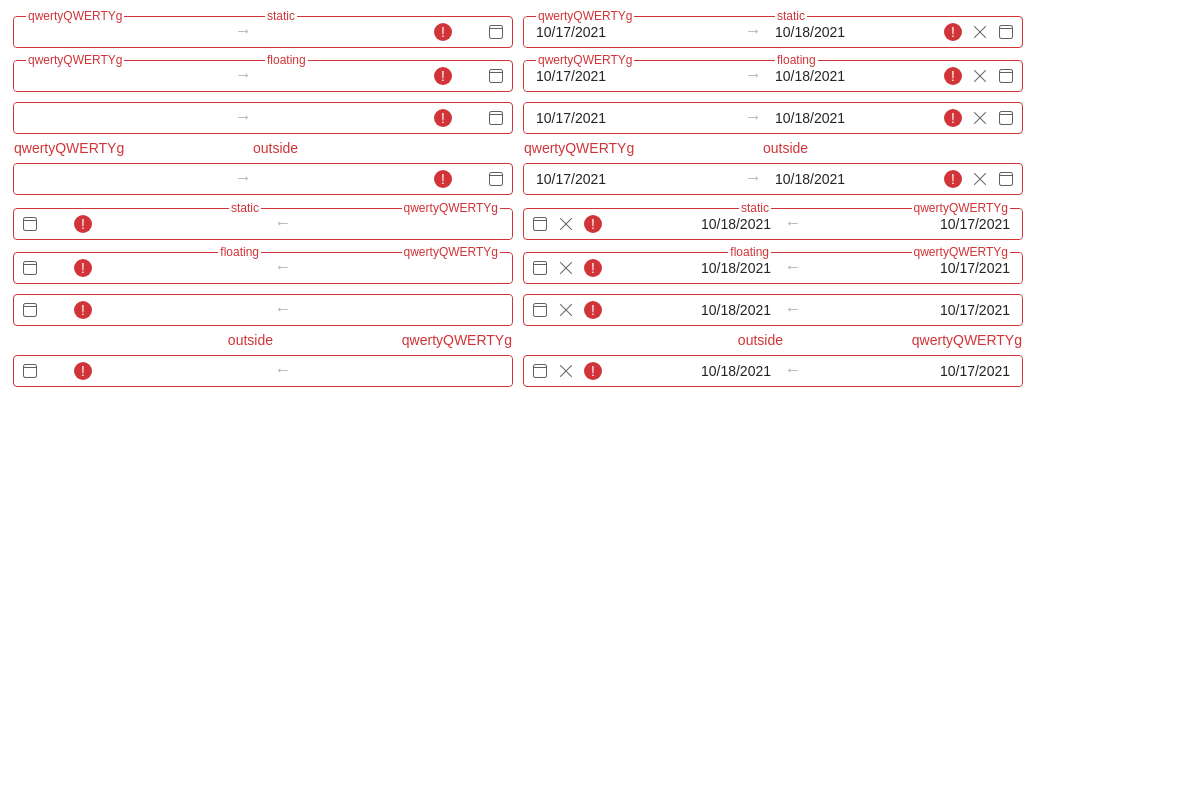 qwertyQWERTYg static qwertyQWERTYg static
10/17/2021 → 10/18/2021
qwertyQWERTYg floating qwertyQWERTYg floating
10/17/2021 → 10/18/2021
10/17/2021 → 10/18/2021
qwertyQWERTYg outside qwertyQWERTYg outside
10/17/2021 → 10/18/2021
static qwertyQWERTYg static qwertyQWERTYg
10/18/2021 ← 10/17/2021
floating qwertyQWERTYg floating qwertyQWERTYg
10/18/2021 ← 10/17/2021
10/18/2021 ← 10/17/2021
outside qwertyQWERTYg outside qwertyQWERTYg
10/18/2021 ← 10/17/2021